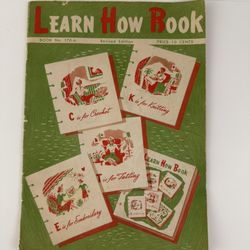 LEARN HOW BOOK
BOOK No. 170-A Revised Edition PRICE 10 CENTS
C is for Crochet
K is for Knitting
T is for Tatting
E is for Embroidery
LEARN HOW BOOK